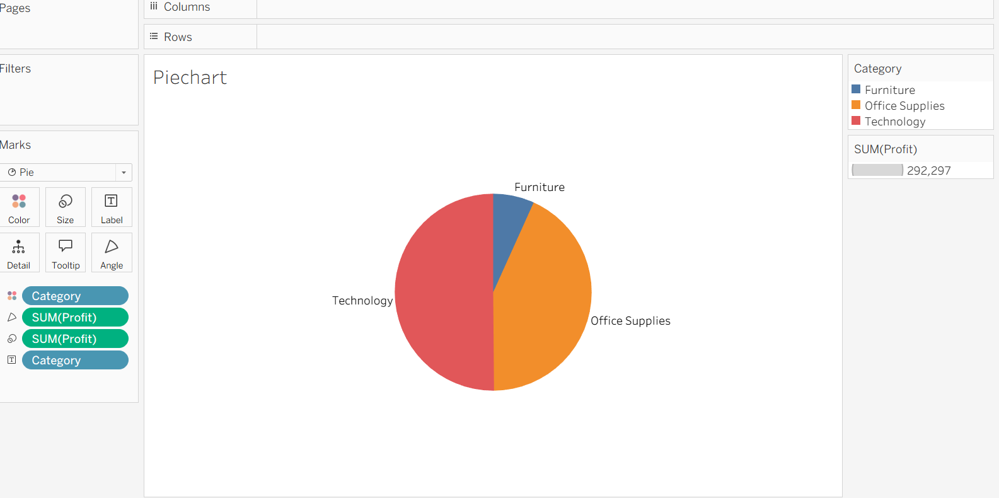 Pages
Columns
Rows
Filters
Marks
Pie
Color
Size
Label
Detail
Tooltip
Angle
Category
SUM(Profit)
SUM(Profit)
Category
Piechart
Furniture
Technology
Office Supplies
Category
Furniture
Office Supplies
Technology
SUM(Profit)
292,297